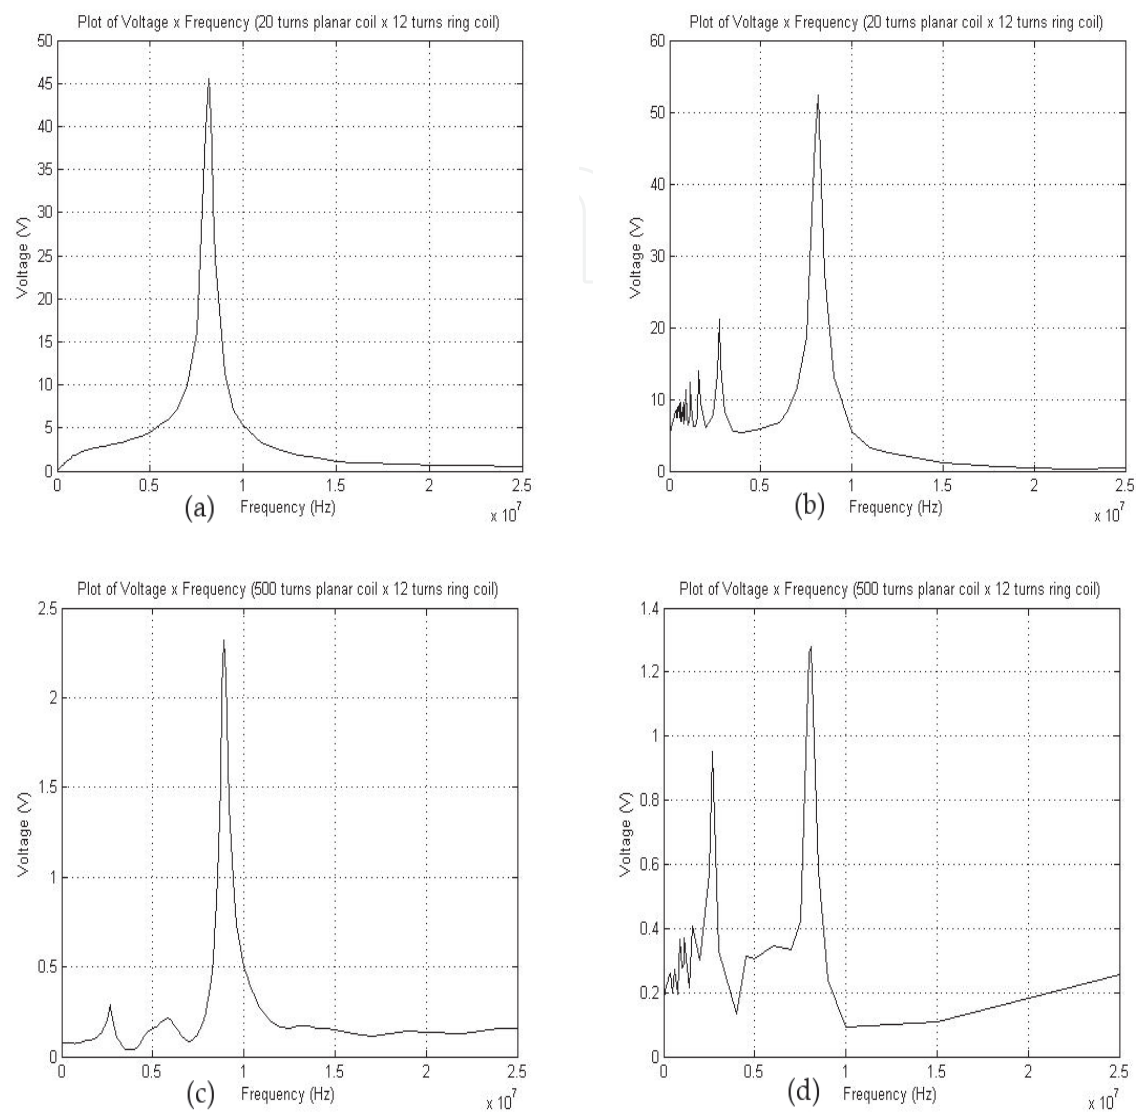 Plot of Voltage x Frequency (20 turns planar coil x 12 turns ring coil)
50
45
40
35
30
25
20
15
10
5
0
Voltage (V)
0 0.5 1 1.5 2 2.5
(a) Frequency (Hz)
x 10^7
Plot of Voltage x Frequency (20 turns planar coil x 12 turns ring coil)
60
50
40
30
20
10
0
Voltage (V)
0 0.5 1 1.5 2 2.5
(b) Frequency (Hz)
x 10^7
Plot of Voltage x Frequency (500 turns planar coil x 12 turns ring coil)
2.5
2
1.5
1
0.5
0
Voltage (V)
0 0.5 1 1.5 2 2.5
(c) Frequency (Hz)
x 10^7
Plot of Voltage x Frequency (500 turns planar coil x 12 turns ring coil)
1.4
1.2
1
0.8
0.6
0.4
0.2
0
Voltage (V)
0 0.5 1 1.5 2 2.5
(d) Frequency (Hz)
x 10^7